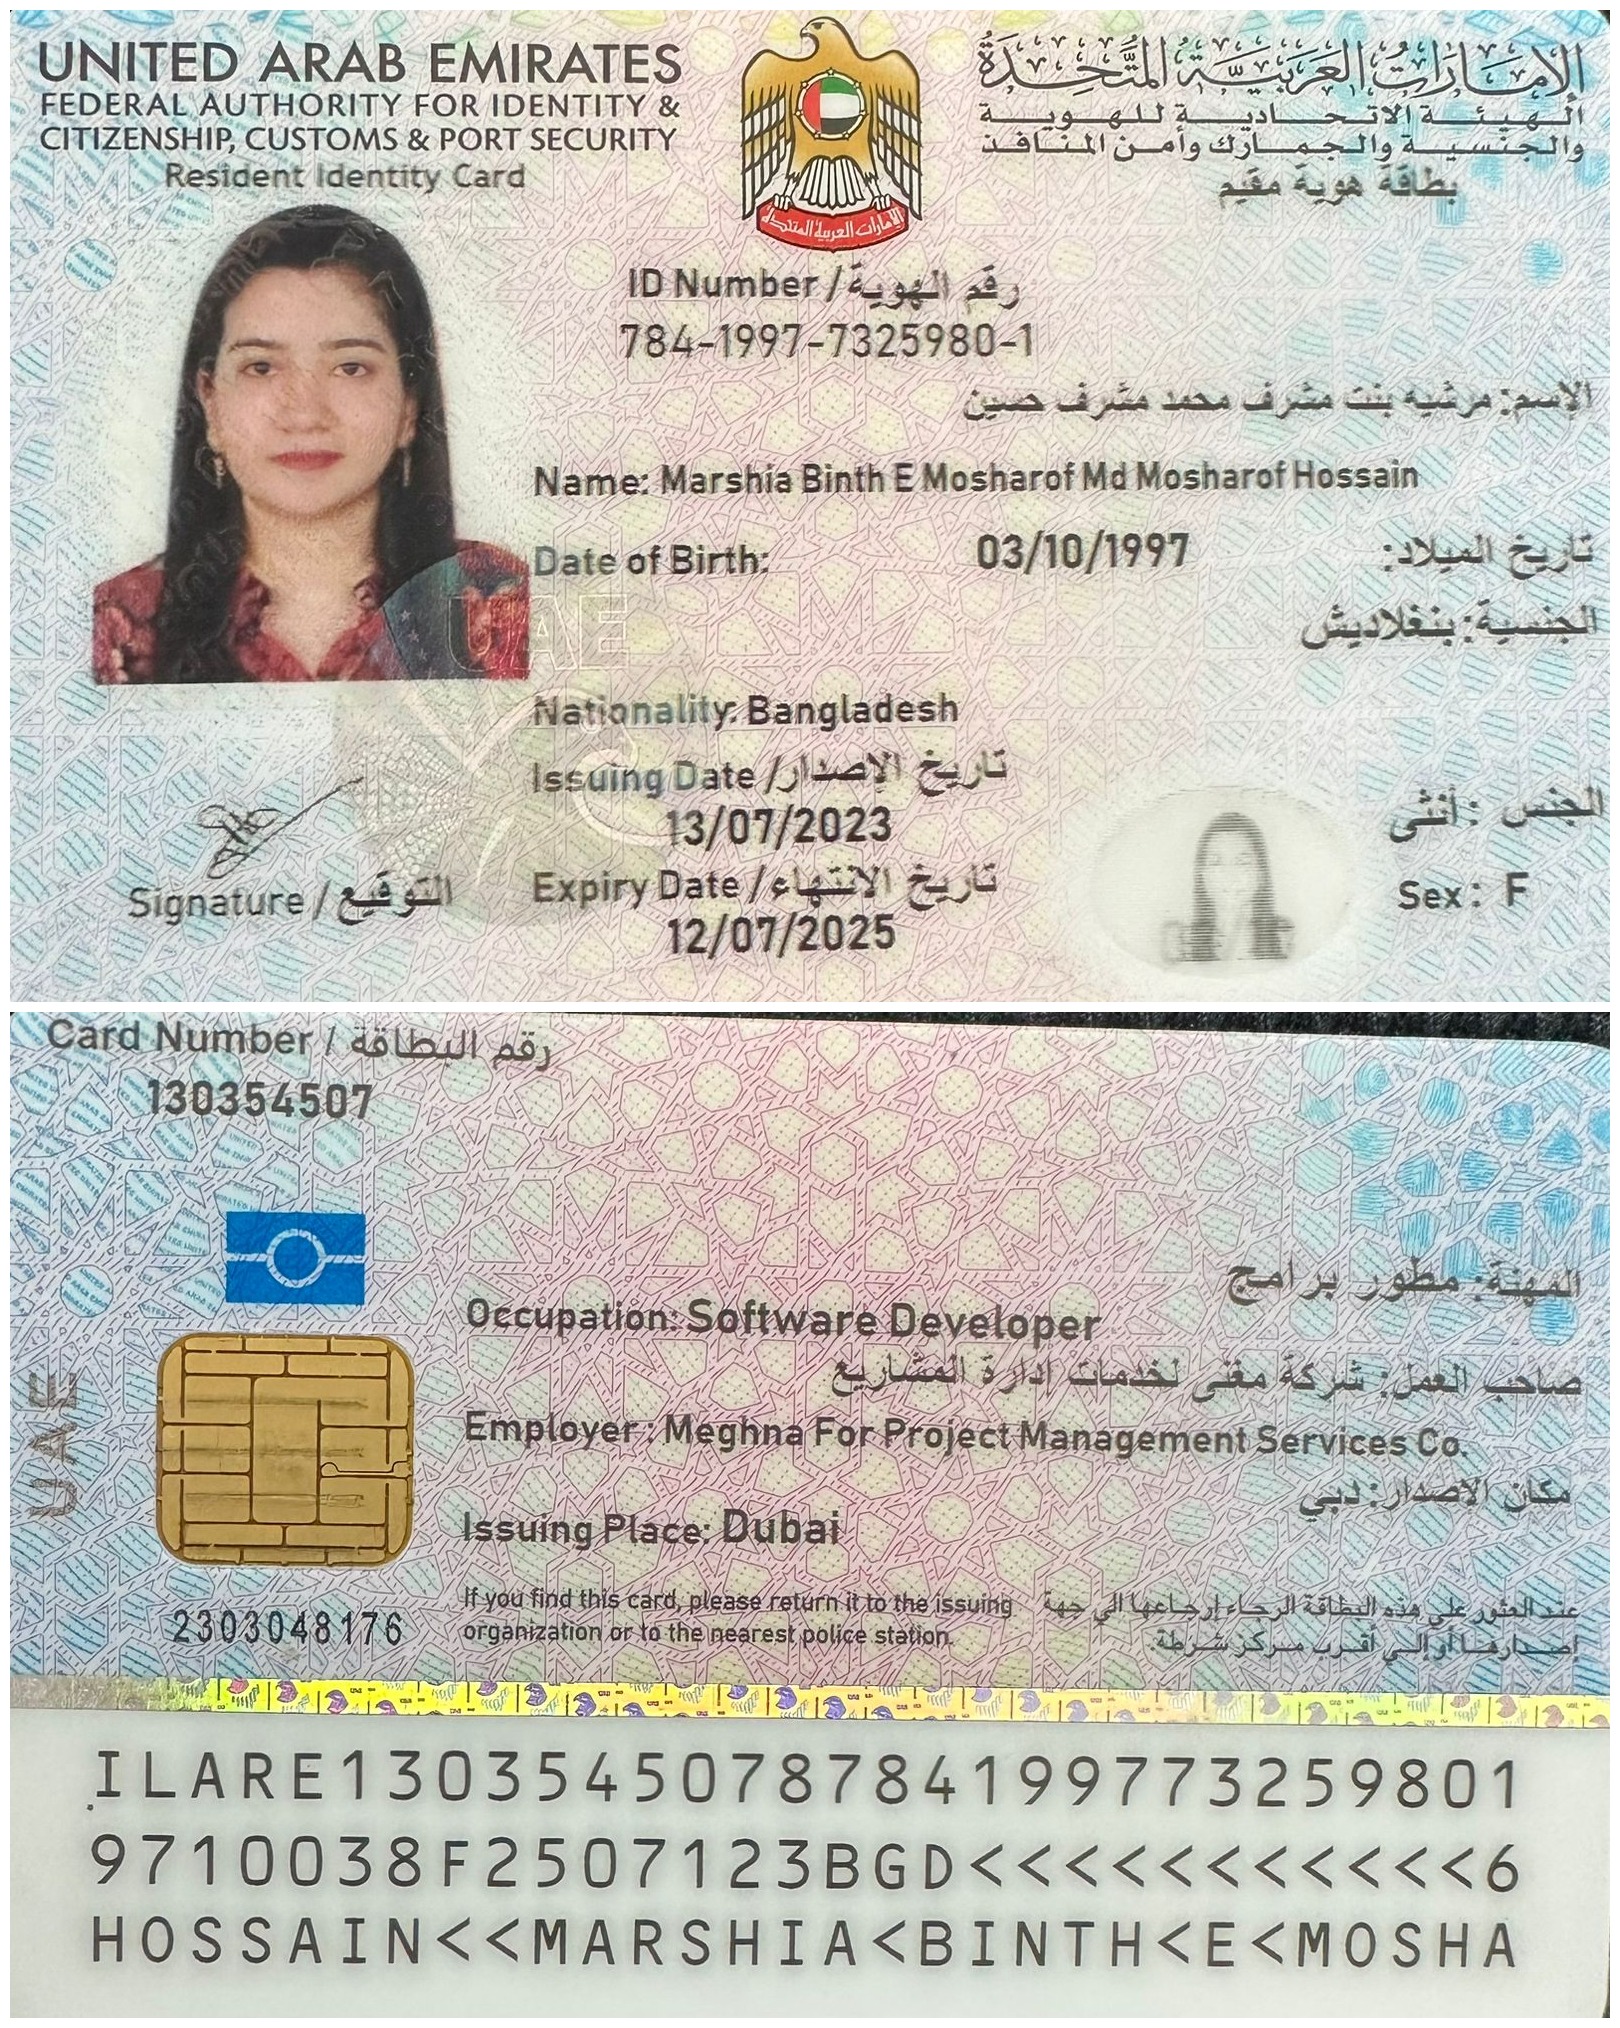 UNITED ARAB EMIRATES
FEDERAL AUTHORITY FOR IDENTITY &
CITIZENSHIP, CUSTOMS & PORT SECURITY
Resident Identity Card
الإمارات العربية المتحدة
الهيئة الاتحادية للهوية
والجنسية والجمارك وأمن المنافذ
بطاقة هوية مقيم
الإمارات العربية المتحدة
ID Number / رقم الهوية
784-1997-7325980-1
الاسم: مرشيه بنت مشرف محمد مشرف حسين
Name: Marshia Binth E Mosharof Md Mosharof Hossain
Date of Birth: 03/10/1997 تاريخ الميلاد:
الجنسية: بنغلاديش
UAE
Nationality: Bangladesh
Issuing Date / تاريخ الإصدار
13/07/2023
Expiry Date / تاريخ الانتهاء
12/07/2025
الجنس : أنثى
Sex : F
Signature / التوقيع
Card Number / رقم البطاقة
130354507
UAE
المهنة: مطور برامج
Occupation: Software Developer
صاحب العمل: شركة مغنى لخدمات ادارة المشاريع
Employer : Meghna For Project Management Services Co.
مكان الاصدار: دبي
Issuing Place: Dubai
If you find this card, please return it to the issuing
organization or to the nearest police station.
عند العثور على هذه البطاقة الرجاء إرجاعها الي جهة
إصدارها أو إلى أقرب مركز شرطة.
2303048176
ILARE1303545078784199773259801
9710038F2507123BGD<<<<<<<<<<<6
HOSSAIN<<MARSHIA<BINTH<E<MOSHA